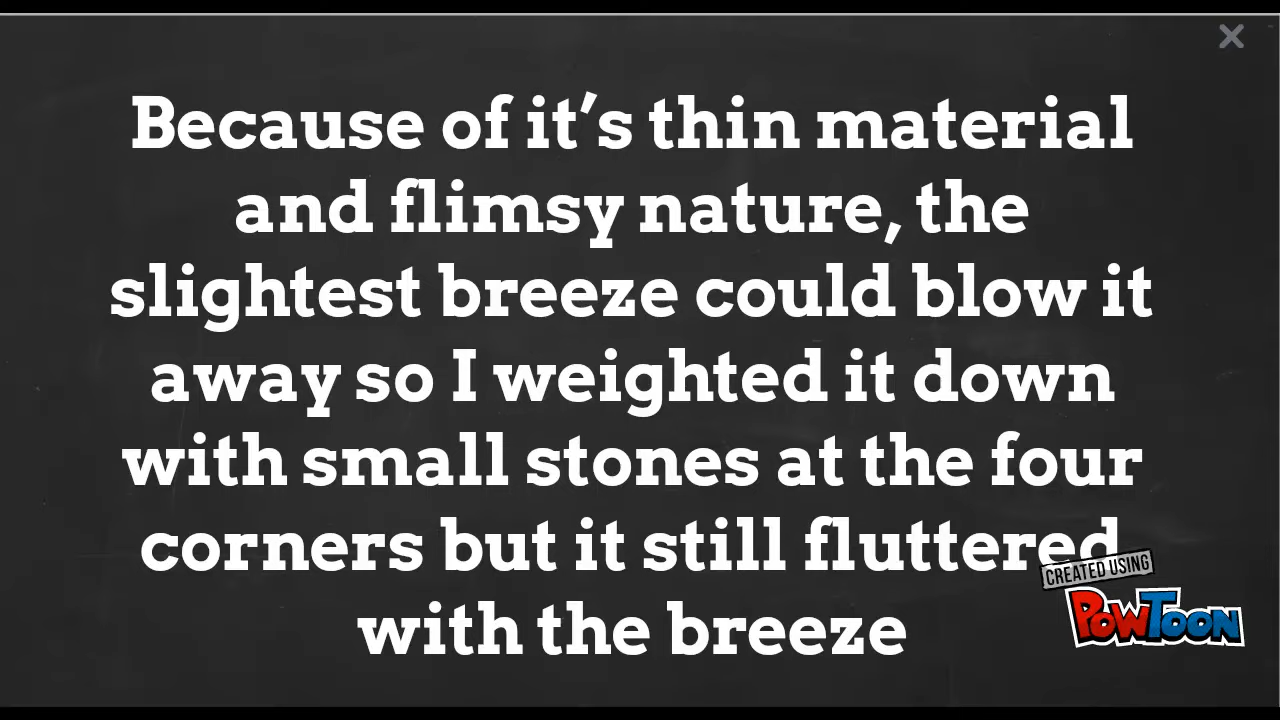 Because of it’s thin material
and flimsy nature, the
slightest breeze could blow it
away so I weighted it down
with small stones at the four
corners but it still fluttered
with the breeze
CREATED USING
POWTOON